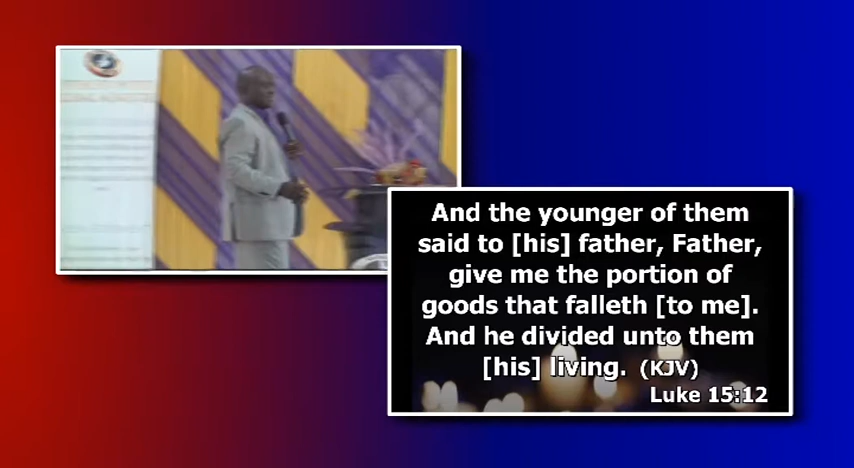 And the younger of them
said to [his] father, Father,
give me the portion of
goods that falleth [to me].
And he divided unto them
[his] living. (KJV)
Luke 15:12